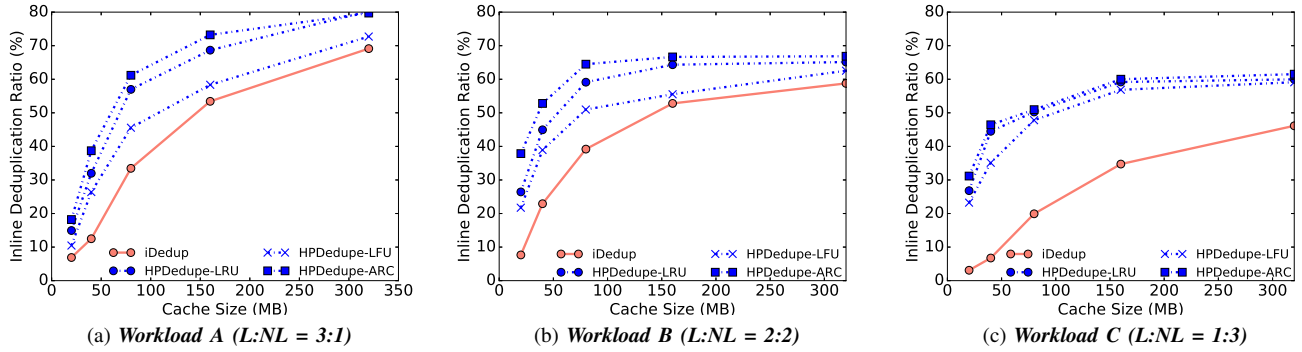 Inline Deduplication Ratio (%)
80
70
60
50
40
30
20
10
0
iDedup
HPDedupe-LRU
HPDedupe-LFU
HPDedupe-ARC
0 50 100 150 200 250 300 350
Cache Size (MB)
(a) Workload A (L:NL = 3:1)
Inline Deduplication Ratio (%)
80
70
60
50
40
30
20
10
0
iDedup
HPDedupe-LRU
HPDedupe-LFU
HPDedupe-ARC
0 50 100 150 200 250 300
Cache Size (MB)
(b) Workload B (L:NL = 2:2)
Inline Deduplication Ratio (%)
80
70
60
50
40
30
20
10
0
iDedup
HPDedupe-LRU
HPDedupe-LFU
HPDedupe-ARC
0 50 100 150 200 250 300
Cache Size (MB)
(c) Workload C (L:NL = 1:3)